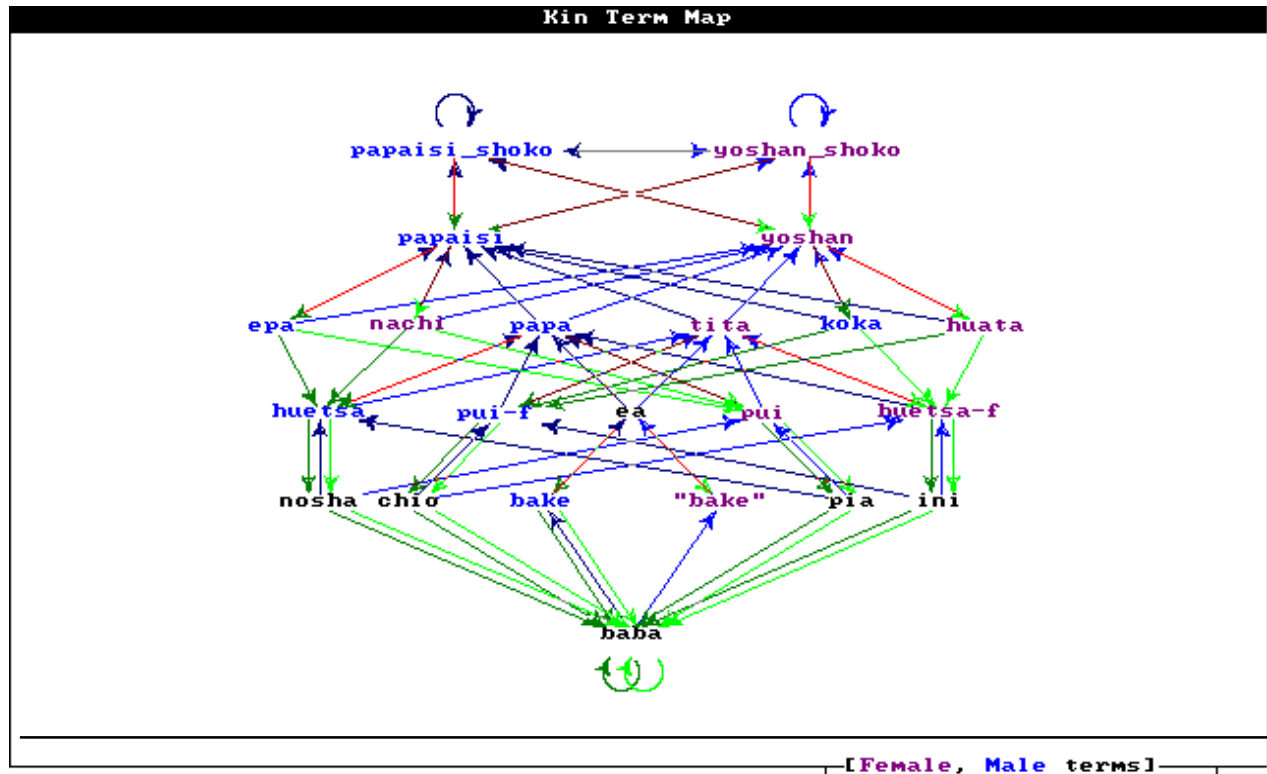 Kin Term Map
papaisi_shoko yoshan_shoko
papaisi yoshan
epa nachi papa tita koka huata
huetsa pui-f ea pui huetsa-f
nosha chio bake "bake" pia ini
baba
[Female, Male terms]